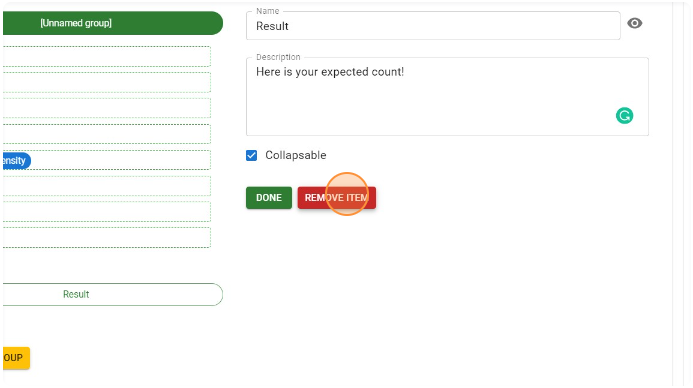 [Unnamed group]
ensity
Result
OUP
Name
Result
Description
Here is your expected count!
Collapsable
DONE
REMOVE ITEM